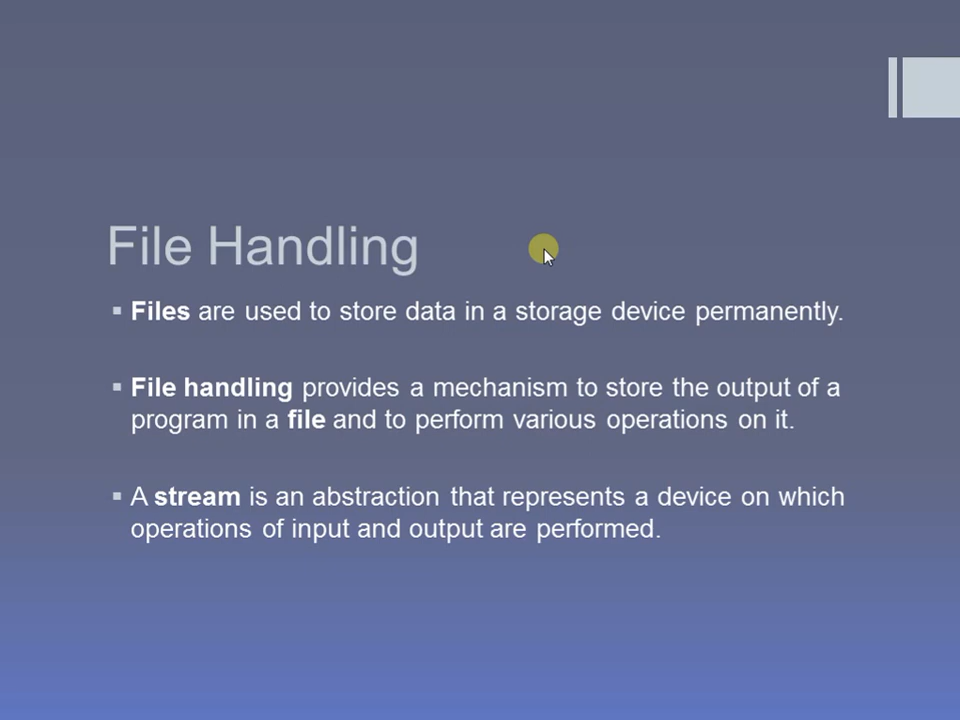 File Handling
Files are used to store data in a storage device permanently.
File handling provides a mechanism to store the output of a
program in a file and to perform various operations on it.
A stream is an abstraction that represents a device on which
operations of input and output are performed.